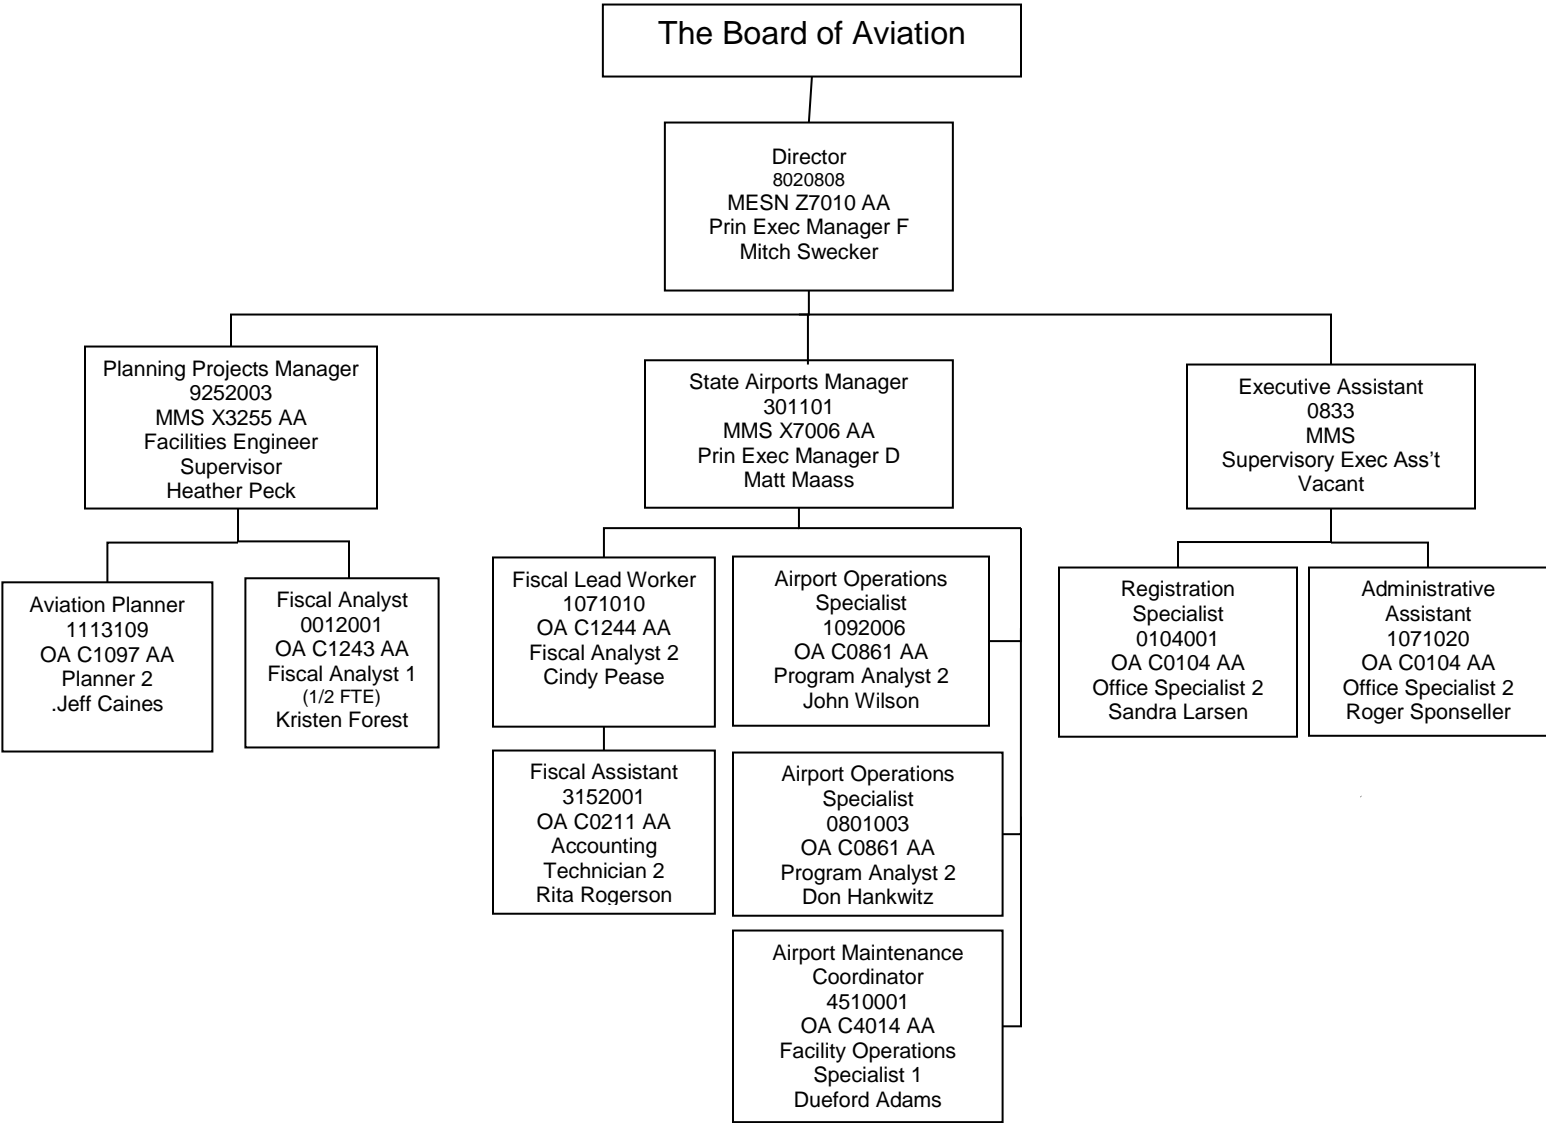 The Board of Aviation
Director
8020808
MESN Z7010 AA
Prin Exec Manager F
Mitch Swecker
Planning Projects Manager
9252003
MMS X3255 AA
Facilities Engineer
Supervisor
Heather Peck
State Airports Manager
301101
MMS X7006 AA
Prin Exec Manager D
Matt Maass
Executive Assistant
0833
MMS
Supervisory Exec Ass’t
Vacant
Aviation Planner
1113109
OA C1097 AA
Planner 2
.Jeff Caines
Fiscal Analyst
0012001
OA C1243 AA
Fiscal Analyst 1
(1/2 FTE)
Kristen Forest
Fiscal Lead Worker
1071010
OA C1244 AA
Fiscal Analyst 2
Cindy Pease
Airport Operations
Specialist
1092006
OA C0861 AA
Program Analyst 2
John Wilson
Registration
Specialist
0104001
OA C0104 AA
Office Specialist 2
Sandra Larsen
Administrative
Assistant
1071020
OA C0104 AA
Office Specialist 2
Roger Sponseller
Fiscal Assistant
3152001
OA C0211 AA
Accounting
Technician 2
Rita Rogerson
Airport Operations
Specialist
0801003
OA C0861 AA
Program Analyst 2
Don Hankwitz
Airport Maintenance
Coordinator
4510001
OA C4014 AA
Facility Operations
Specialist 1
Dueford Adams